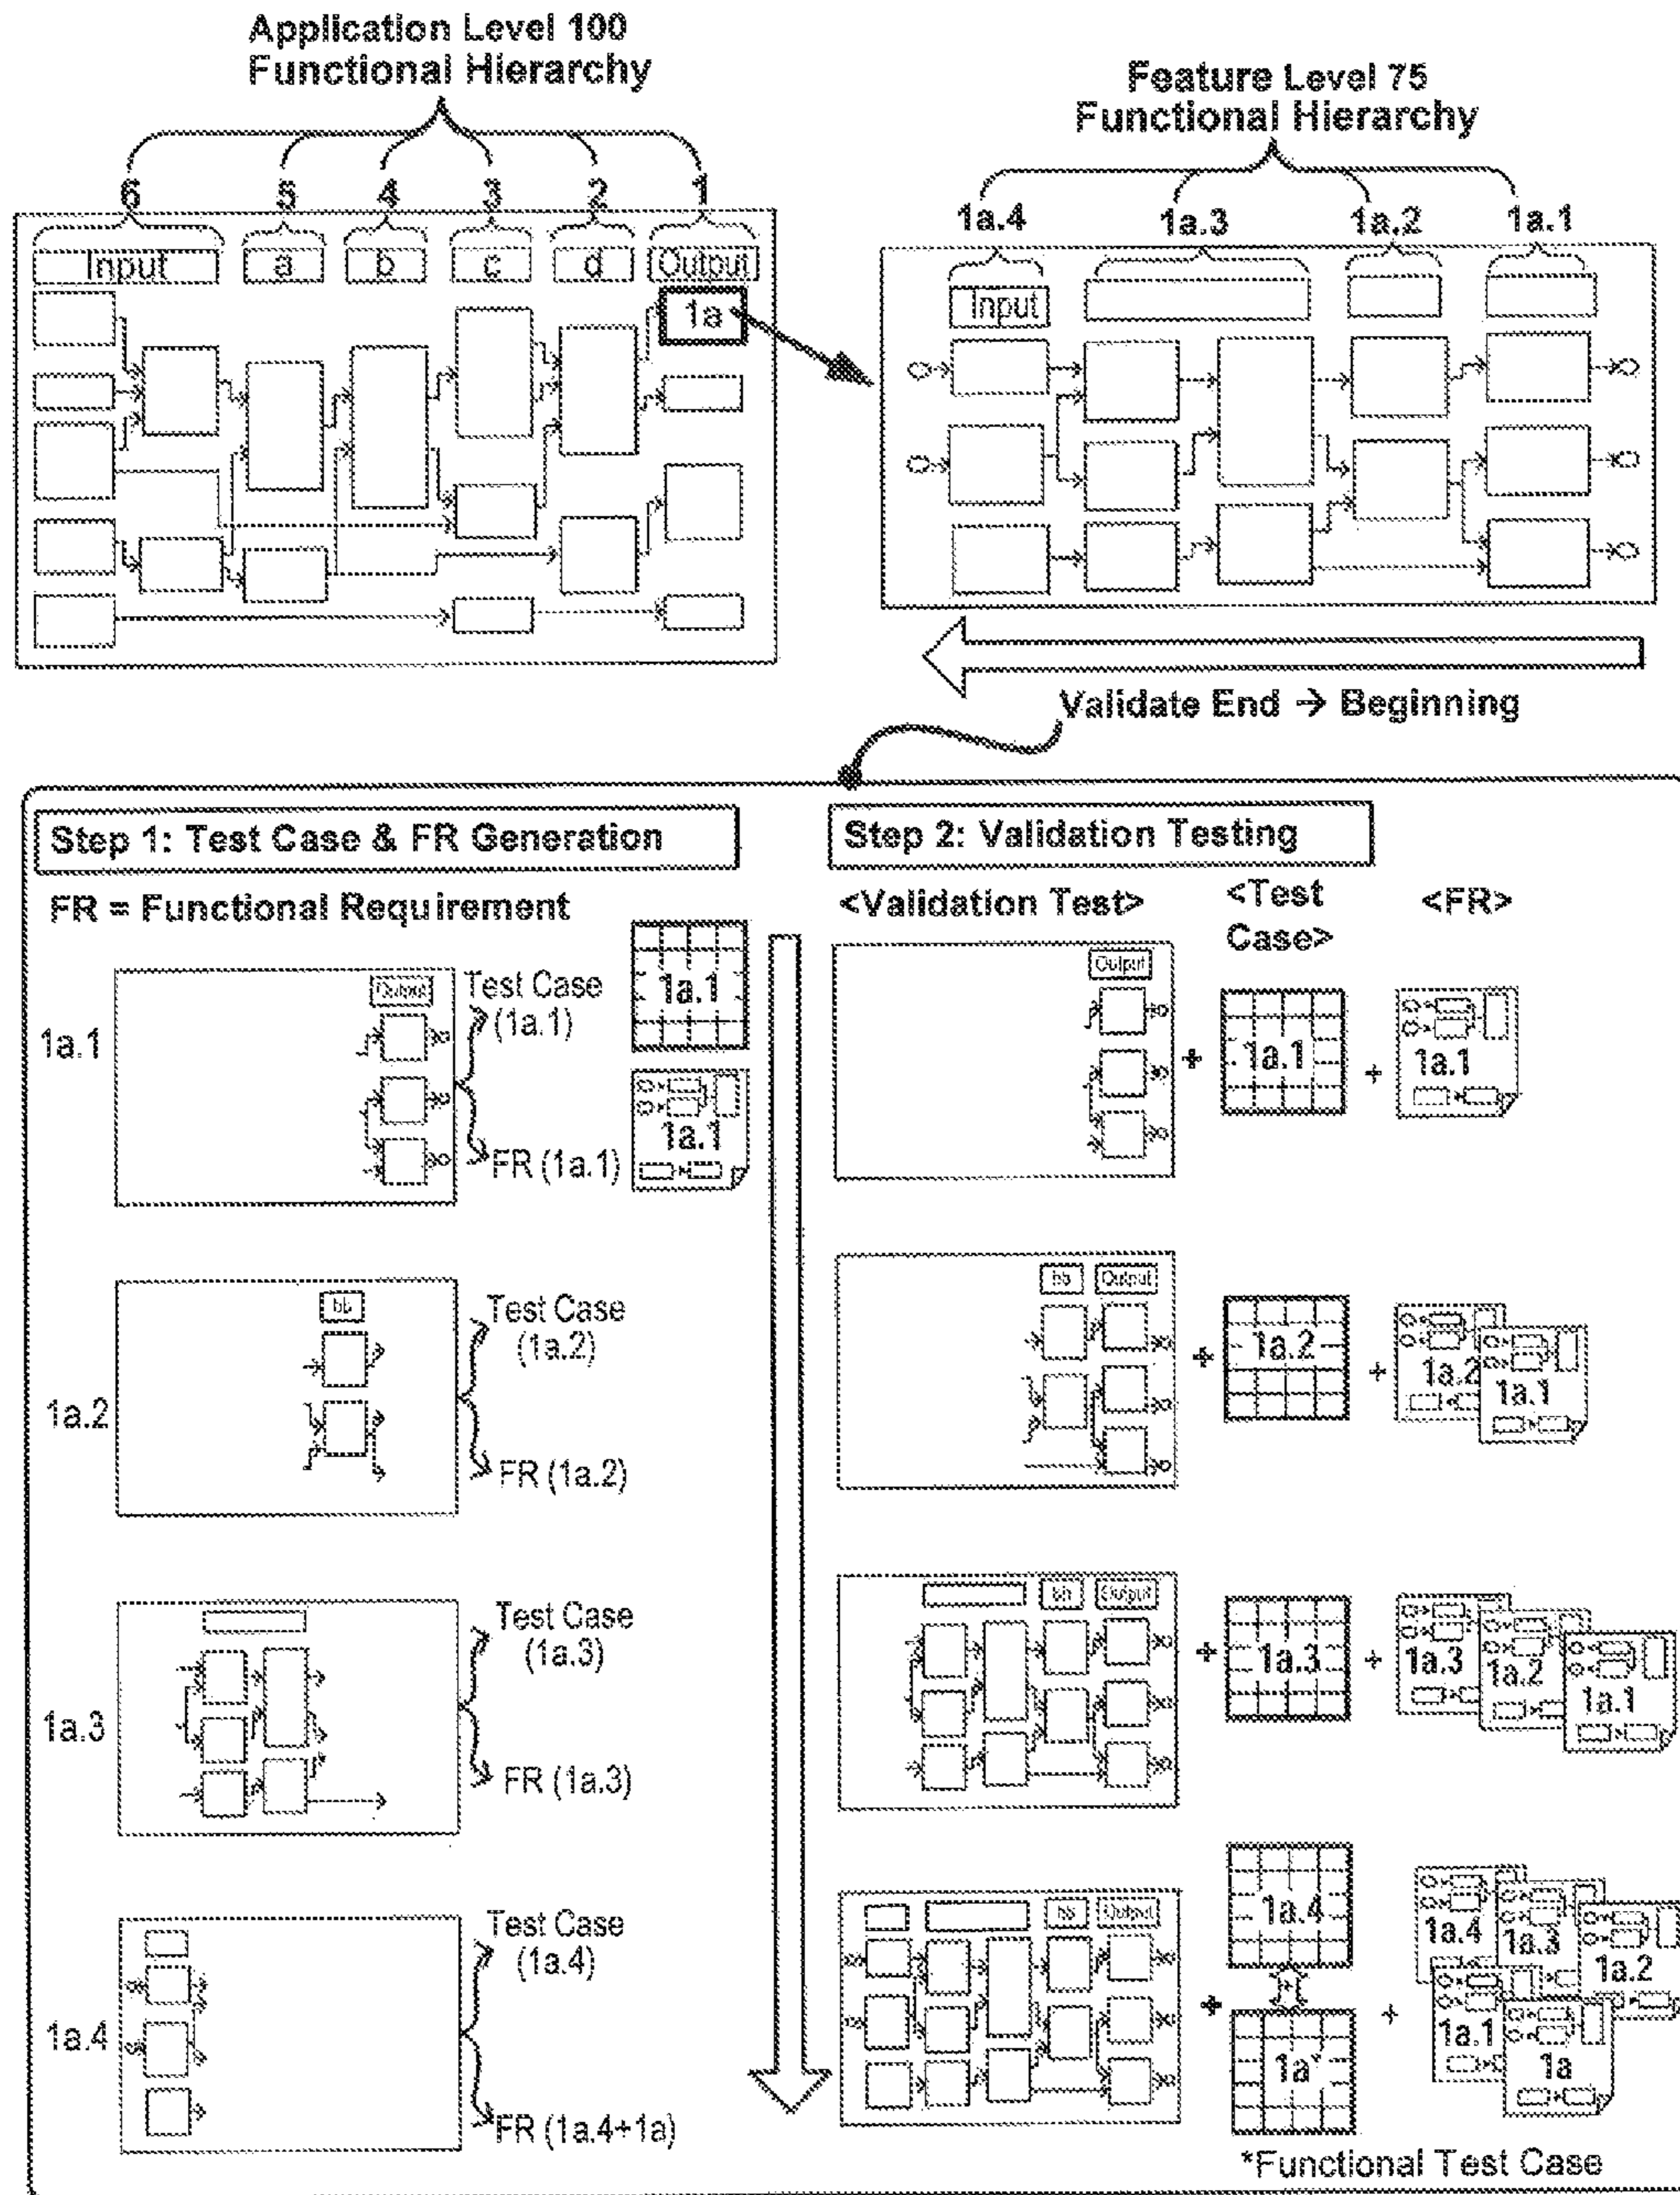 Application Level 100
Functional Hierarchy
6 5 4 3 2 1
Input a b c d Output
1a
Feature Level 75
Functional Hierarchy
1a.4 1a.3 1a.2 1a.1
Input
Validate End → Beginning
Step 1: Test Case & FR Generation
FR = Functional Requirement
1a.1
Output
Test Case
(1a.1)
FR (1a.1)
1a.1
1a.1
1a.2
bb
Test Case
(1a.2)
FR (1a.2)
1a.3
Test Case
(1a.3)
FR (1a.3)
1a.4
Test Case
(1a.4)
FR (1a.4+1a)
Step 2: Validation Testing
<Validation Test>
<Test
Case>
<FR>
Output
+ 1a.1 + 1a.1
bb Output
+ 1a.2 + 1a.2 1a.1
bb Output
+ 1a.3 + 1a.3 1a.2 1a.1
bb Output
1a.4
+
1a*
+
1a.4 1a.3 1a.2
1a.1 1a
*Functional Test Case